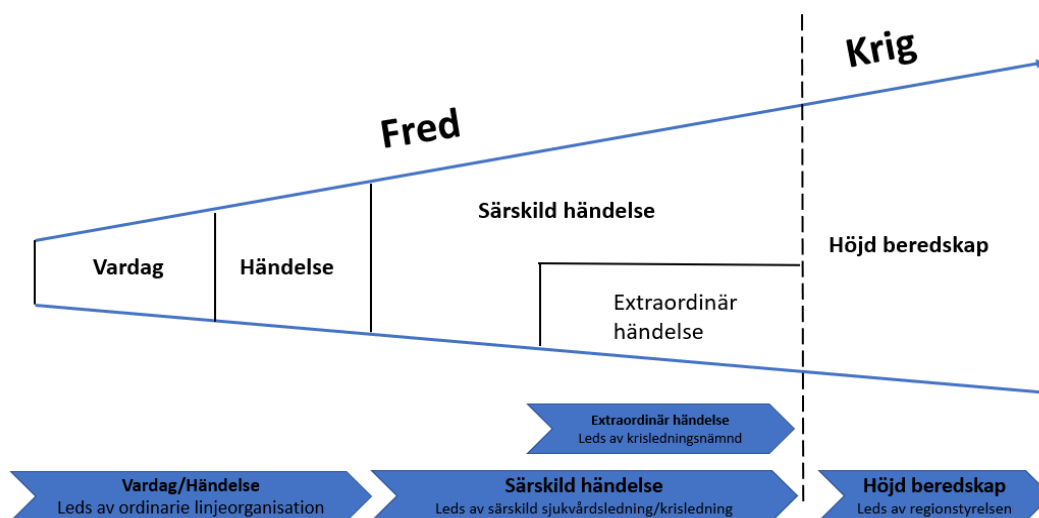 Krig
Fred
Särskild händelse
Höjd beredskap
Vardag
Händelse
Extraordinär
händelse
Extraordinär händelse
Leds av krisledningsnämnd
Vardag/Händelse
Leds av ordinarie linjeorganisation
Särskild händelse
Leds av särskild sjukvårdsledning/krisledning
Höjd beredskap
Leds av regionstyrelsen